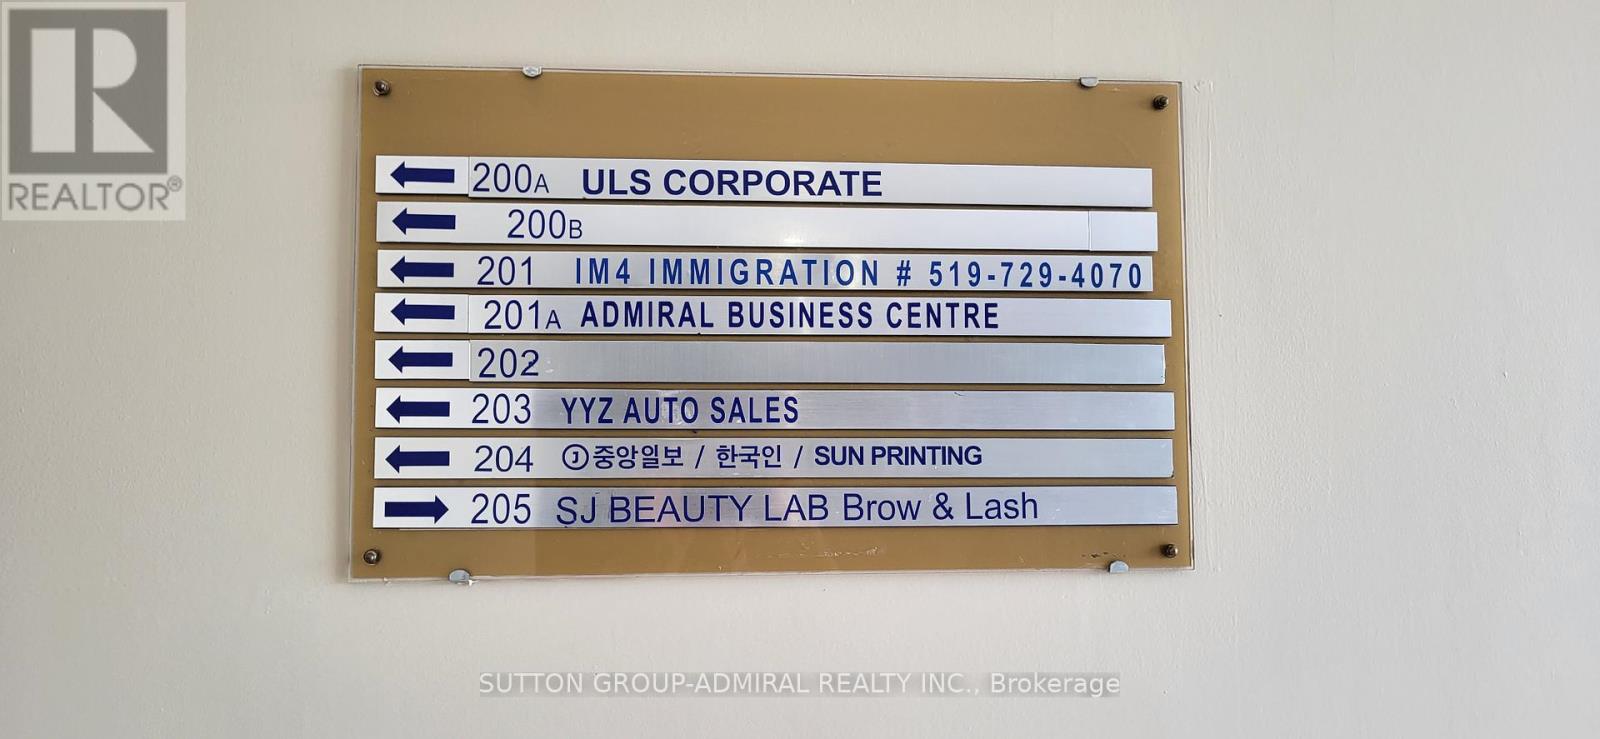 REALTOR®
200A ULS CORPORATE
200B
201 IM4 IMMIGRATION # 519-729-4070
201A ADMIRAL BUSINESS CENTRE
202
203 YYZ AUTO SALES
204 J중앙일보 / 한국인 / SUN PRINTING
205 SJ BEAUTY LAB Brow & Lash
SUTTON GROUP-ADMIRAL REALTY INC., Brokerage